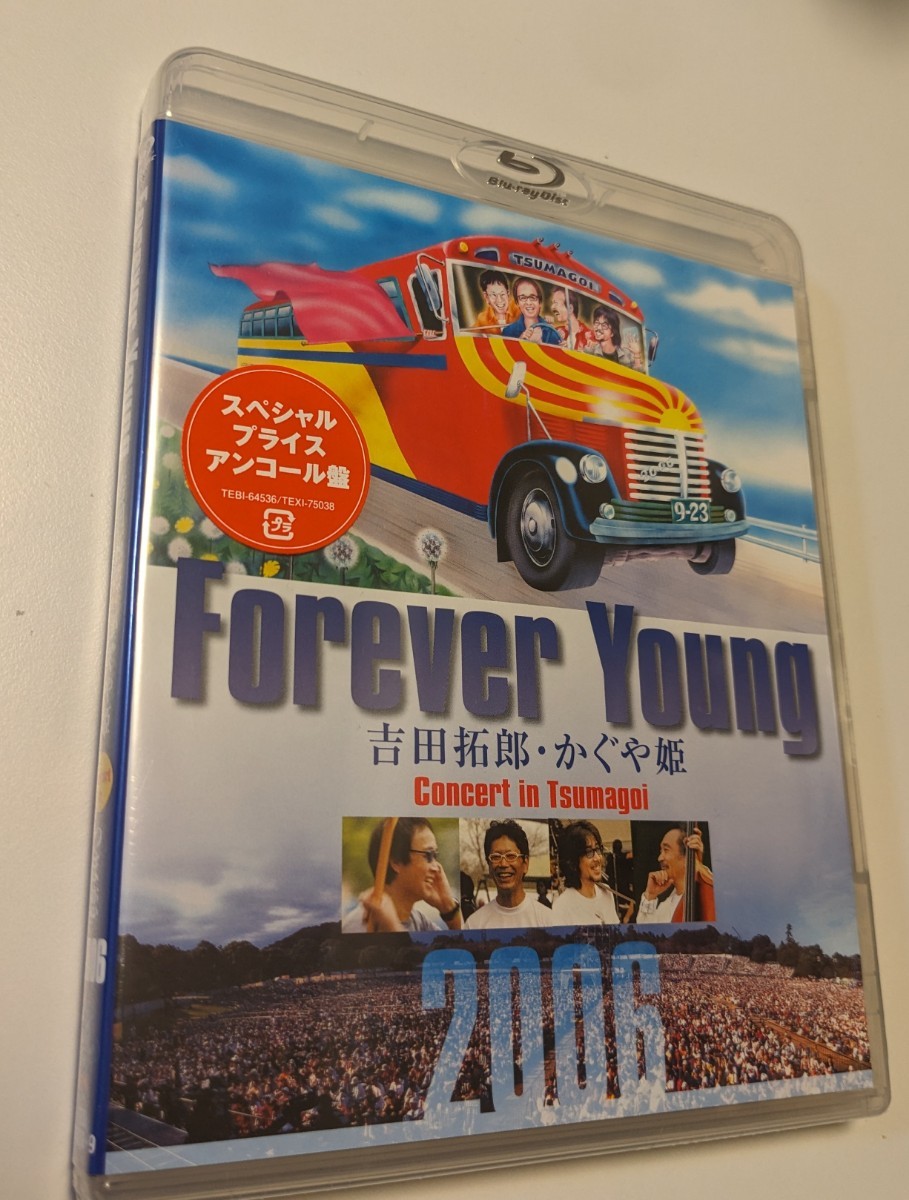 Blu-ray Disc
TSUMAGOI
スペシャル
プライス
アンコール盤
TEBI-64536/TEXI-75038
プラ
9-23
Forever Young
吉田拓郎・かぐや姫
Concert in Tsumagoi
2006